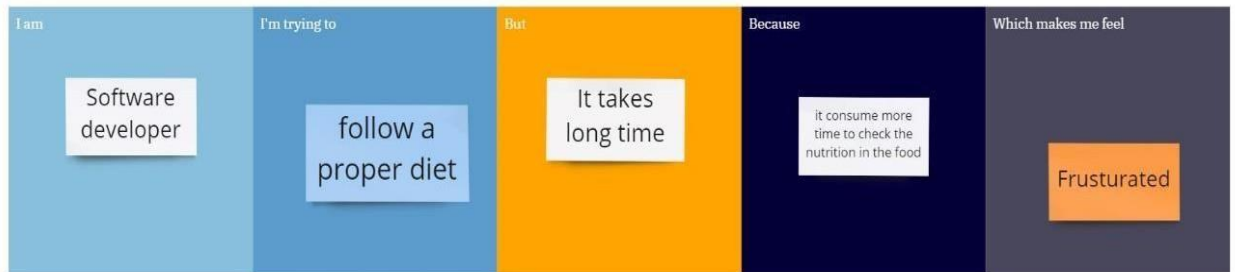 I am
Software
developer
I'm trying to
follow a
proper diet
But
It takes
long time
Because
it consume more
time to check the
nutrition in the food
Which makes me feel
Frusturated